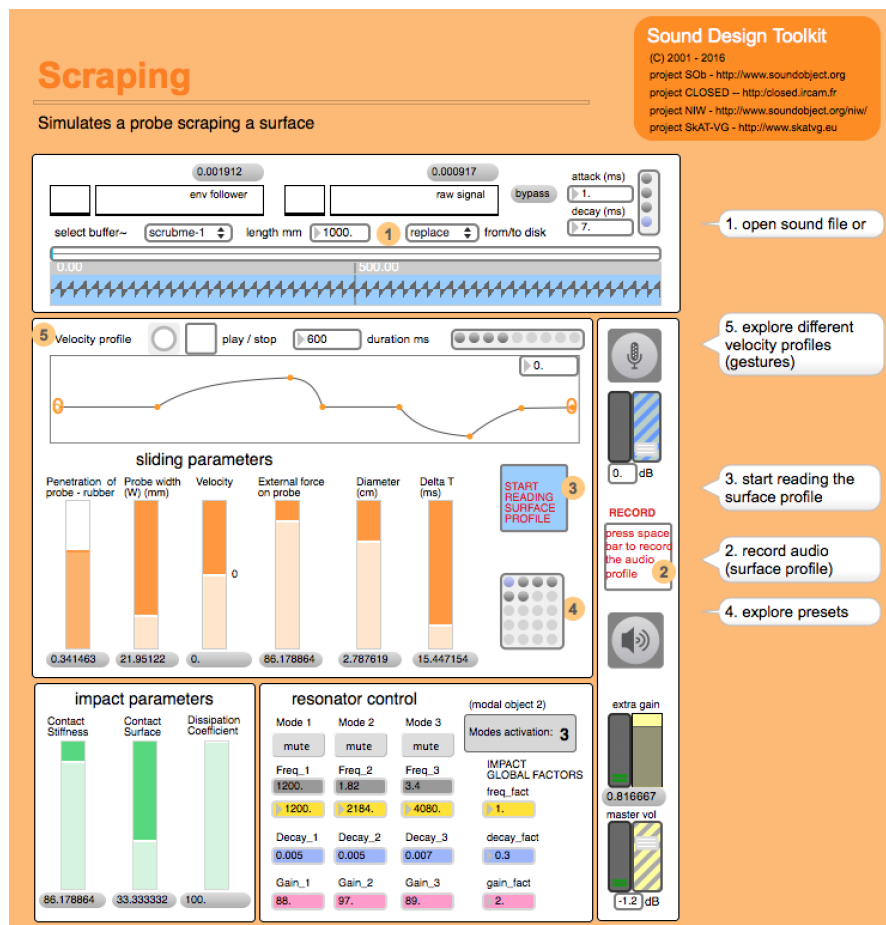 Sound Design Toolkit
(C) 2001 - 2016
project SOb - http://www.soundobject.org
project CLOSED -- http:/closed.ircam.fr
project NIW - http://www.soundobject.org/niw/
project SkAT-VG - http://www.skatvg.eu
Scraping
Simulates a probe scraping a surface
0.001912
0.000917
env follower
raw signal
bypass
attack (ms)
1.
decay (ms)
7.
select buffer~ scrubme-1 length mm 1000. 1 replace from/to disk
0.00 500.00
1. open sound file or
5 Velocity profile play / stop 600 duration ms
0.
5. explore different
velocity profiles
(gestures)
sliding parameters
Penetration of
probe - rubber
Probe width
(W) (mm)
Velocity
External force
on probe
Diameter
(cm)
Delta T
(ms)
0
0.341463 21.95122 0. 86.178864 2.787619 15.447154
START
READING
SURFACE
PROFILE
3
4
0. dB
RECORD
press space
bar to record
the audio
profile
2
3. start reading the
surface profile
2. record audio
(surface profile)
4. explore presets
impact parameters
Contact
Stiffness
Contact
Surface
Dissipation
Coefficient
86.178864 33.333332 100.
resonator control
(modal object 2)
Mode 1 Mode 2 Mode 3
mute mute mute
Modes activation: 3
Freq_1 Freq_2 Freq_3
1200. 1.82 3.4
1200. 2184. 4080.
IMPACT
GLOBAL FACTORS
freq_fact
1.
Decay_1 Decay_2 Decay_3 decay_fact
0.005 0.005 0.007 0.3
Gain_1 Gain_2 Gain_3 gain_fact
88. 97. 89. 2.
extra gain
0.816667
master vol
-1.2 dB